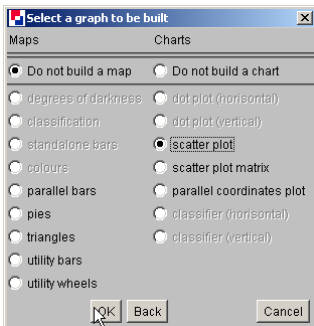 Select a graph to be built
Maps Charts
Do not build a map Do not build a chart
degrees of darkness dot plot (horisontal)
classification dot plot (vertical)
standalone bars scatter plot
colours scatter plot matrix
parallel bars parallel coordinates plot
pies classifier (horisontal)
triangles classifier (vertical)
utility bars
utility wheels
OK Back Cancel